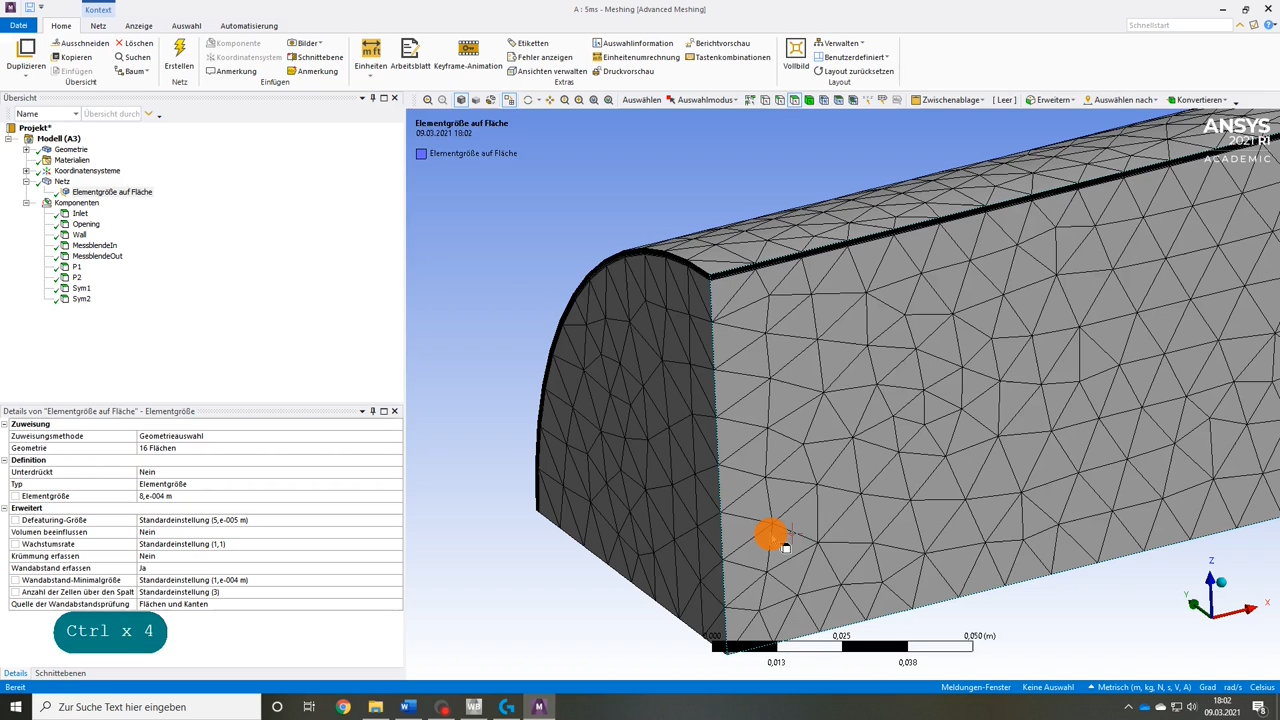 Kontext
A : 5ms - Meshing [Advanced Meshing]
Datei
Home
Netz
Anzeige
Auswahl
Automatisierung
Schnellstart
Duplizieren
Ausschneiden
Löschen
Kopieren
Suchen
Einfügen
Baum
Übersicht
Erstellen
Netz
Komponente
Bilder
Koordinatensystem
Schnittebene
Anmerkung
Anmerkung
Einfügen
Einheiten
Arbeitsblatt
Keyframe-Animation
Etiketten
Auswahlinformation
Berichtvorschau
Fehler anzeigen
Einheitenumrechnung
Tastenkombinationen
Ansichten verwalten
Druckvorschau
Extras
Vollbild
Verwalten
Benutzerdefiniert
Layout zurücksetzen
Layout
Übersicht
Name
Übersicht durch
Projekt*
Modell (A3)
Geometrie
Materialien
Koordinatensysteme
Netz
Elementgröße auf Fläche
Komponenten
Inlet
Opening
Wall
MessblendeIn
MessblendeOut
P1
P2
Sym1
Sym2
Auswählen
Auswahlmodus
Zwischenablage
[ Leer ]
Erweitern
Auswählen nach
Konvertieren
Elementgröße auf Fläche
09.03.2021 18:02
Elementgröße auf Fläche
ANSYS
2021 R1
ACADEMIC
Details von "Elementgröße auf Fläche" - Elementgröße
Zuweisung
Zuweisungsmethode Geometrieauswahl
Geometrie 16 Flächen
Definition
Unterdrückt Nein
Typ Elementgröße
Elementgröße 8,e-004 m
Erweitert
Defeaturing-Größe Standardeinstellung (5,e-005 m)
Volumen beeinflussen Nein
Wachstumsrate Standardeinstellung (1,1)
Krümmung erfassen Nein
Wandabstand erfassen Ja
Wandabstand-Minimalgröße Standardeinstellung (1,e-004 m)
Anzahl der Zellen über den Spalt Standardeinstellung (3)
Quelle der Wandabstandsprüfung Flächen und Kanten
Ctrl x 4
0,000 0,025 0,050 (m)
0,013 0,038
Z
Y
X
Details
Schnittebenen
Bereit
Meldungen-Fenster
Keine Auswahl
Metrisch (m, kg, N, s, V, A)
Grad
rad/s
Celsius
Zur Suche Text hier eingeben
18:02
09.03.2021
8